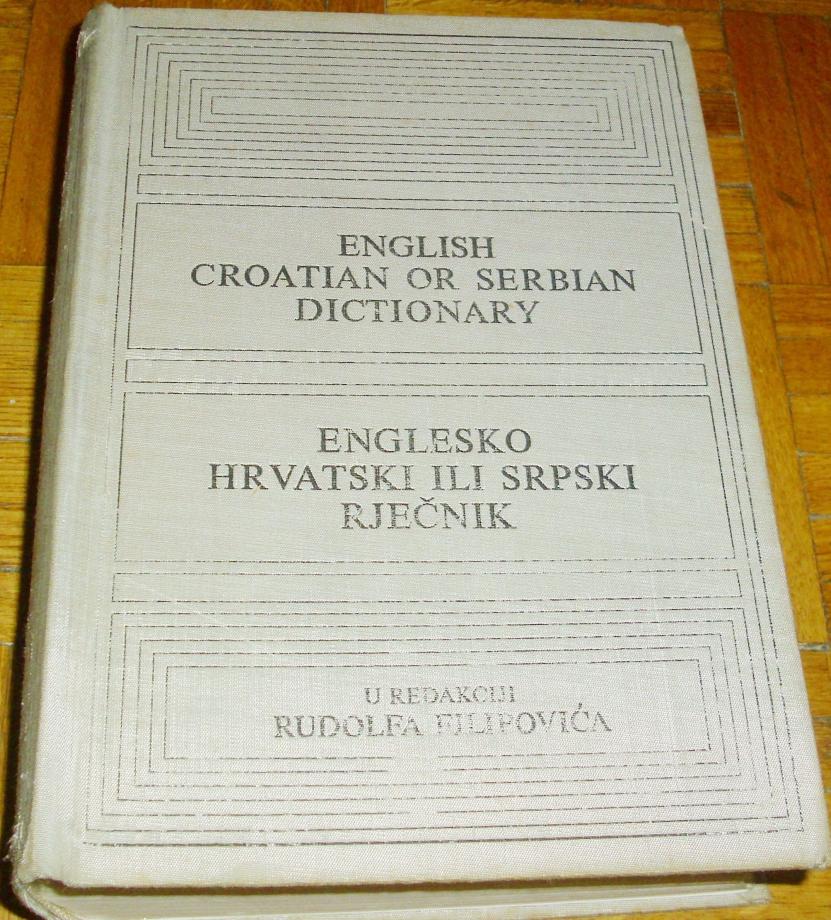 ENGLISH
CROATIAN OR SERBIAN
DICTIONARY
ENGLESKO
HRVATSKI ILI SRPSKI
RJEČNIK
U REDAKCIJI
RUDOLFA FILIPOVIĆA